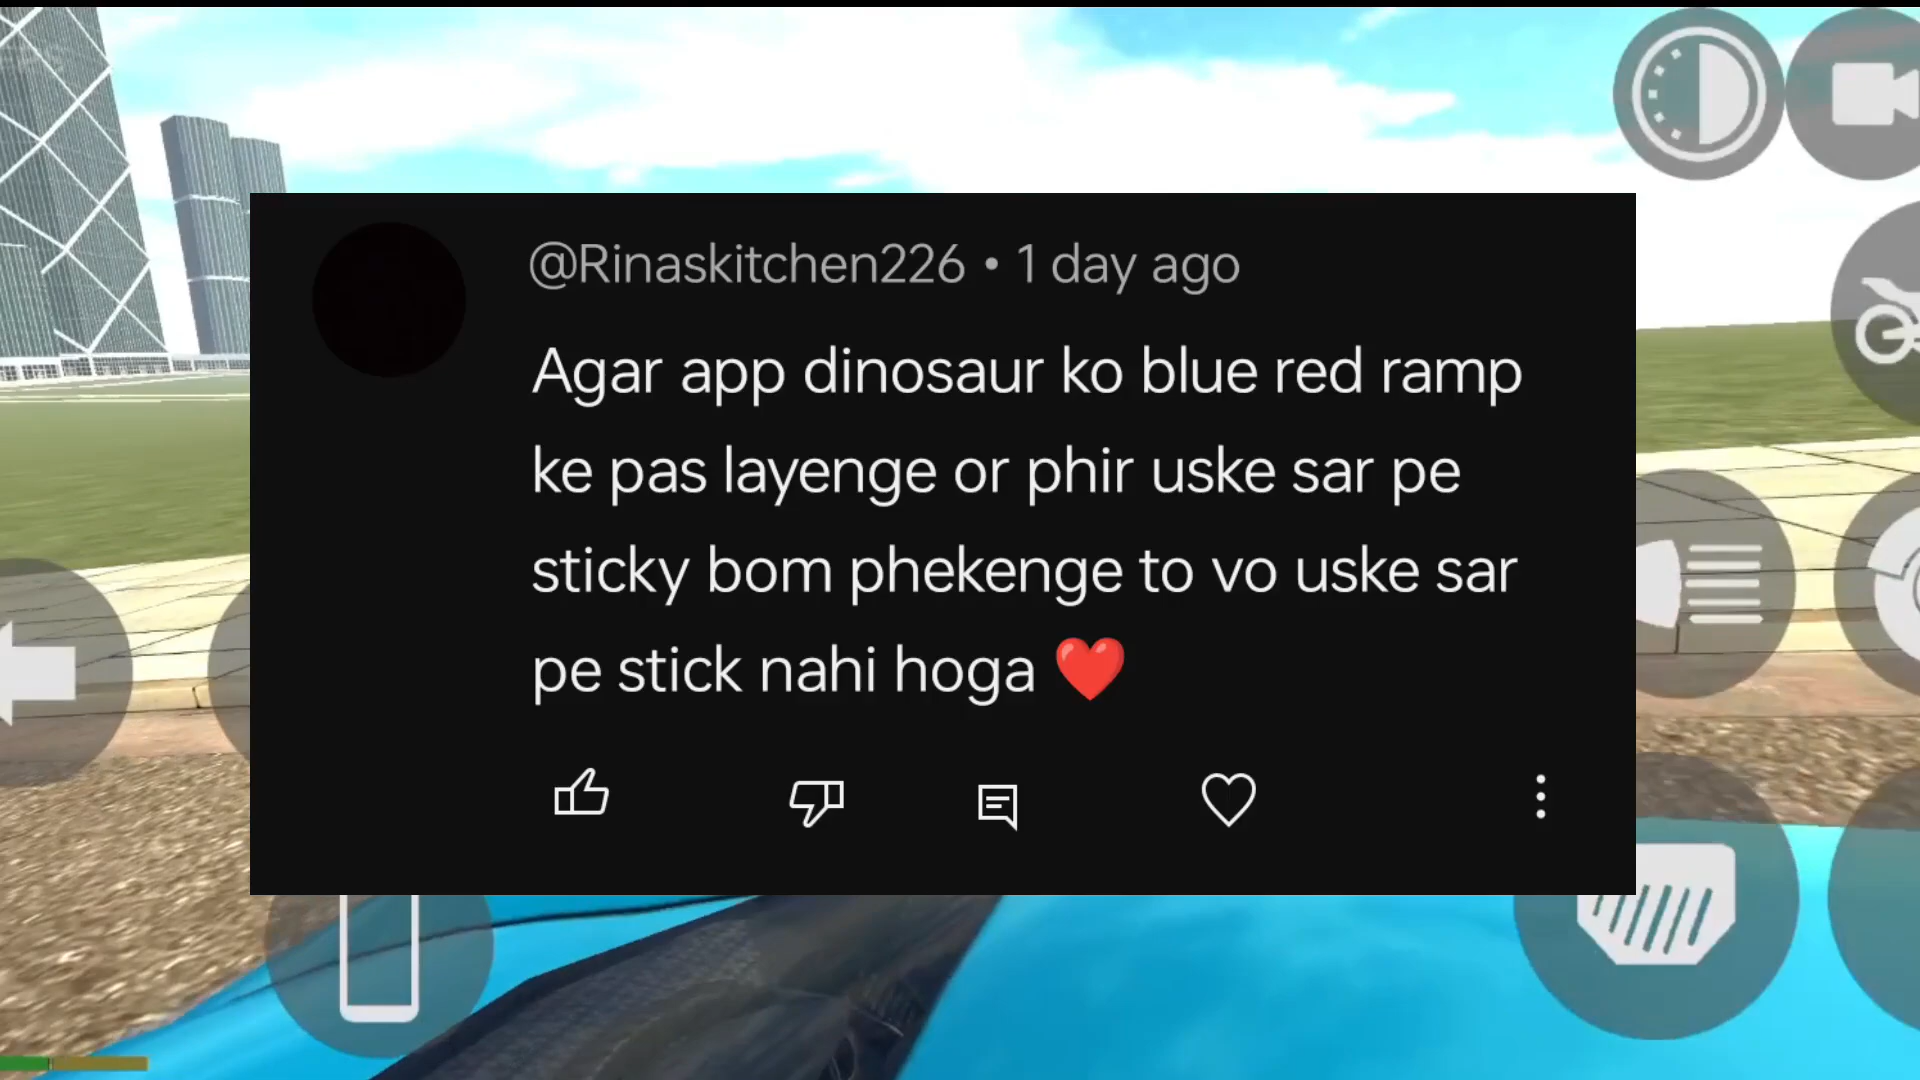 @Rinaskitchen226 • 1 day ago
Agar app dinosaur ko blue red ramp
ke pas layenge or phir uske sar pe
sticky bom phekenge to vo uske sar
pe stick nahi hoga ❤️